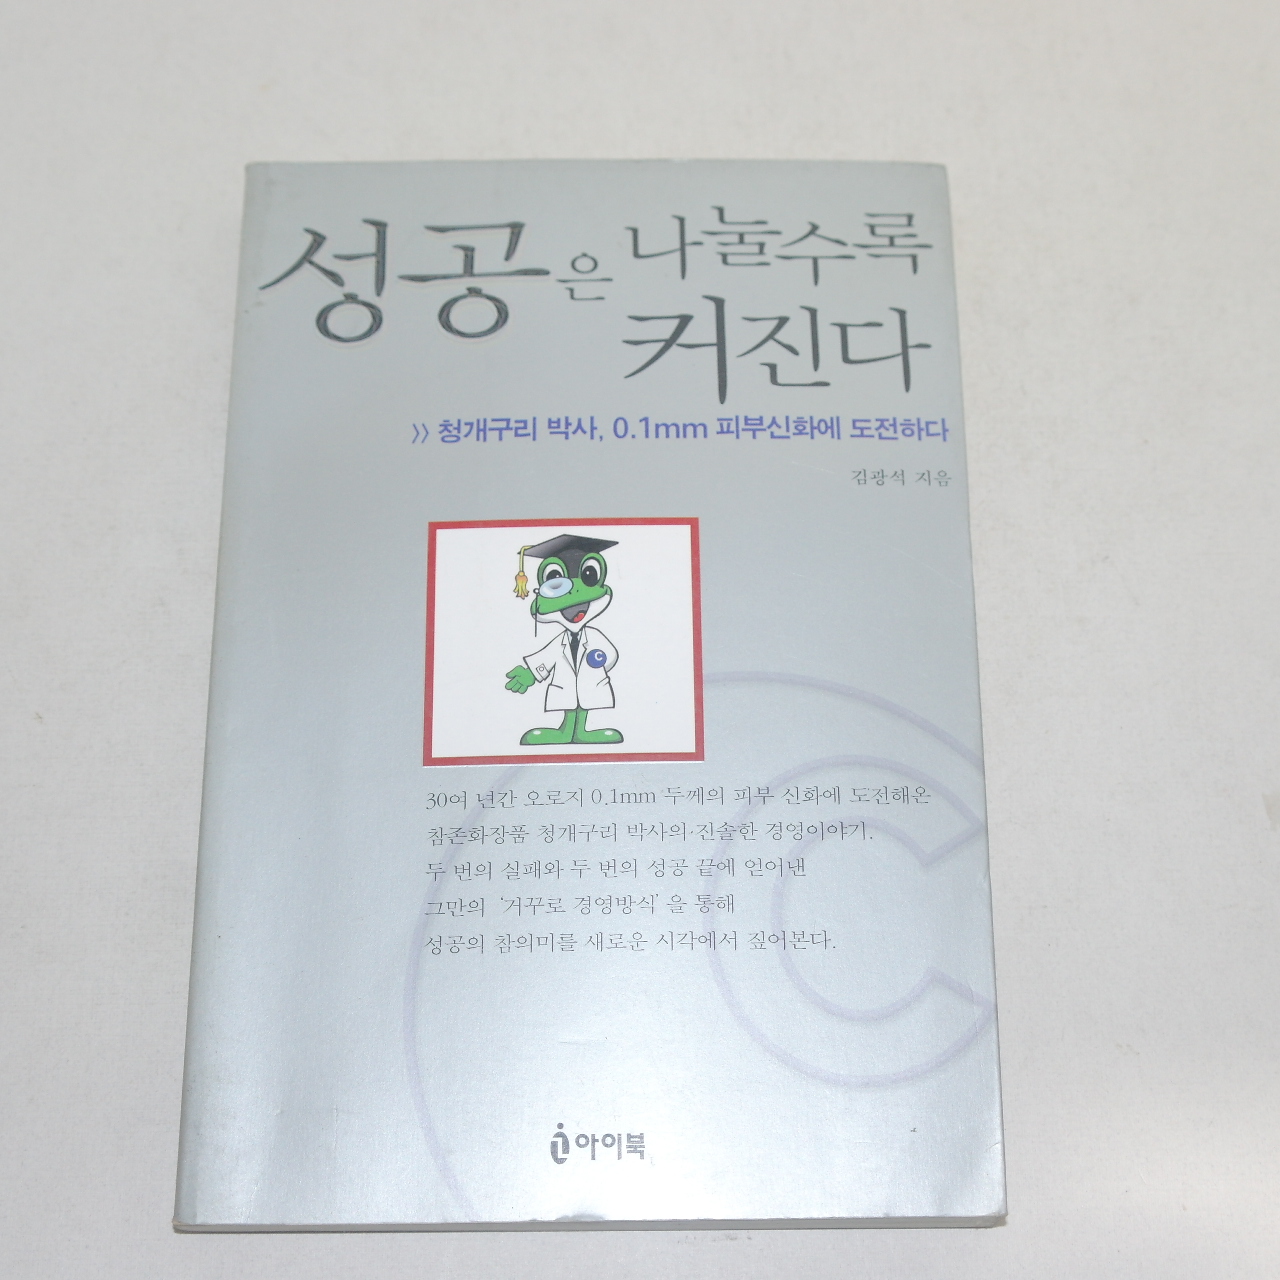 성공은 나눌수록
커진다
>> 청개구리 박사, 0.1mm 피부신화에 도전하다
김광석 지음
C
30여 년간 오로지 0.1mm 두께의 피부 신화에 도전해온
참존화장품 청개구리 박사의 진솔한 경영이야기.
두 번의 실패와 두 번의 성공 끝에 얻어낸
그만의 '거꾸로 경영방식'을 통해
성공의 참의미를 새로운 시각에서 짚어본다.
아이북